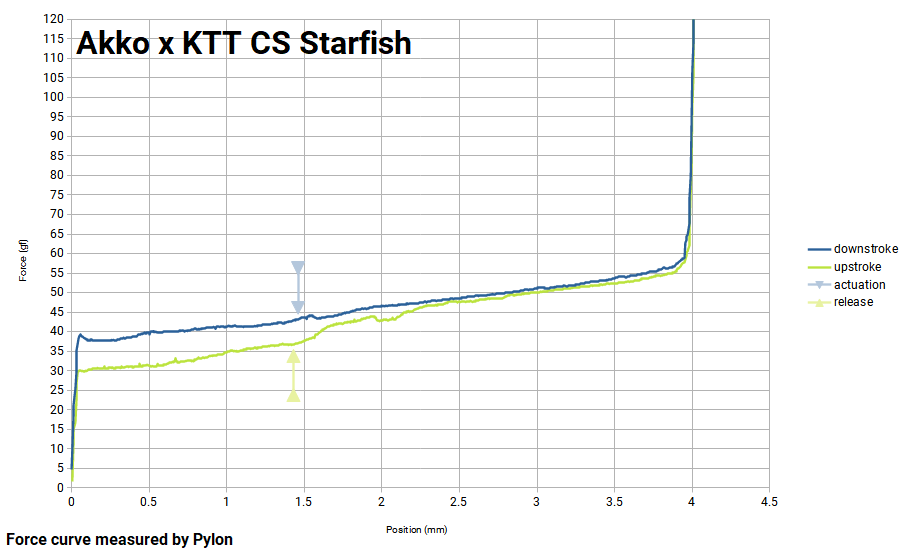 Akko x KTT CS Starfish
120
115
110
105
100
95
90
85
80
75
70
65
60
55
50
45
40
35
30
25
20
15
10
5
0
Force (gf)
0 0.5 1 1.5 2 2.5 3 3.5 4 4.5
Position (mm)
downstroke
upstroke
actuation
release
Force curve measured by Pylon